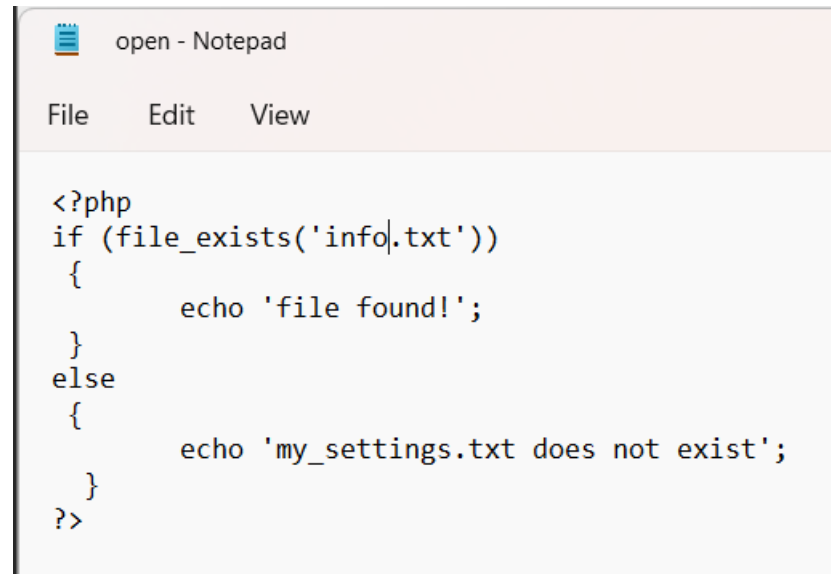 open - Notepad
File Edit View
<?php
if (file_exists('info.txt'))
{
echo 'file found!';
}
else
{
echo 'my_settings.txt does not exist';
}
?>